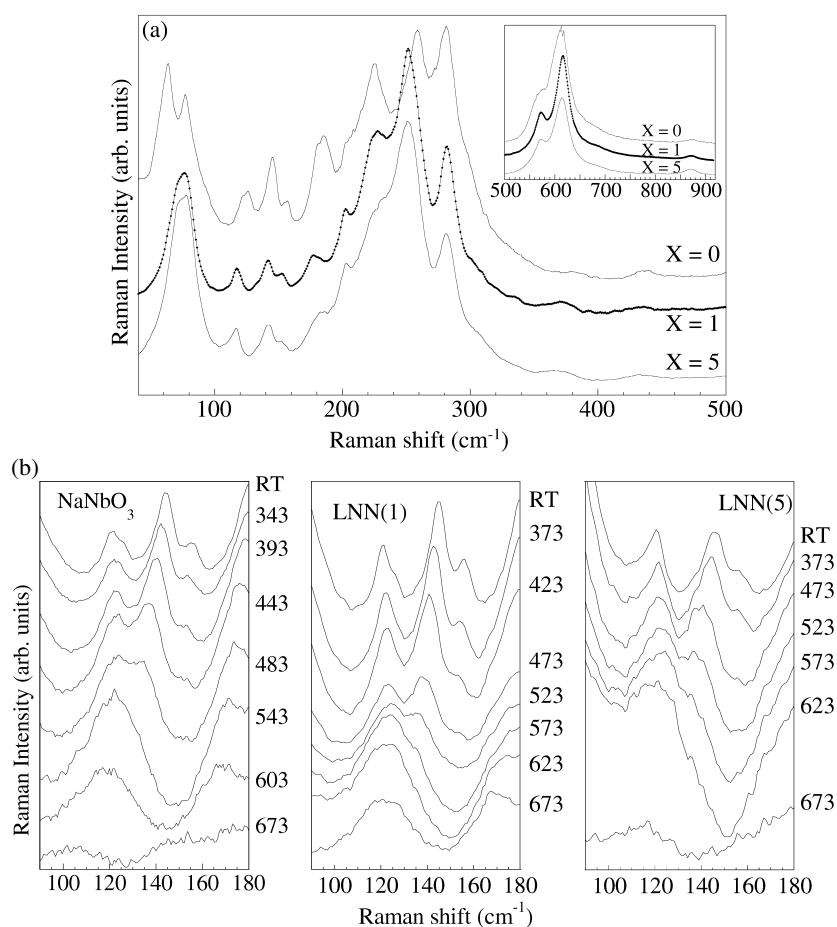 (a)
Raman Intensity (arb. units)
X = 0
X = 1
X = 5
500 600 700 800 900
X = 0
X = 1
X = 5
100 200 300 400 500
Raman shift (cm-1)
(b)
Raman Intensity (arb. units)
NaNbO3
RT
343
393
443
483
543
603
673
100 120 140 160 180
LNN(1)
RT
373
423
473
523
573
623
673
100 120 140 160 180
LNN(5)
RT
373
473
523
573
623
673
100 120 140 160 180
Raman shift (cm-1)